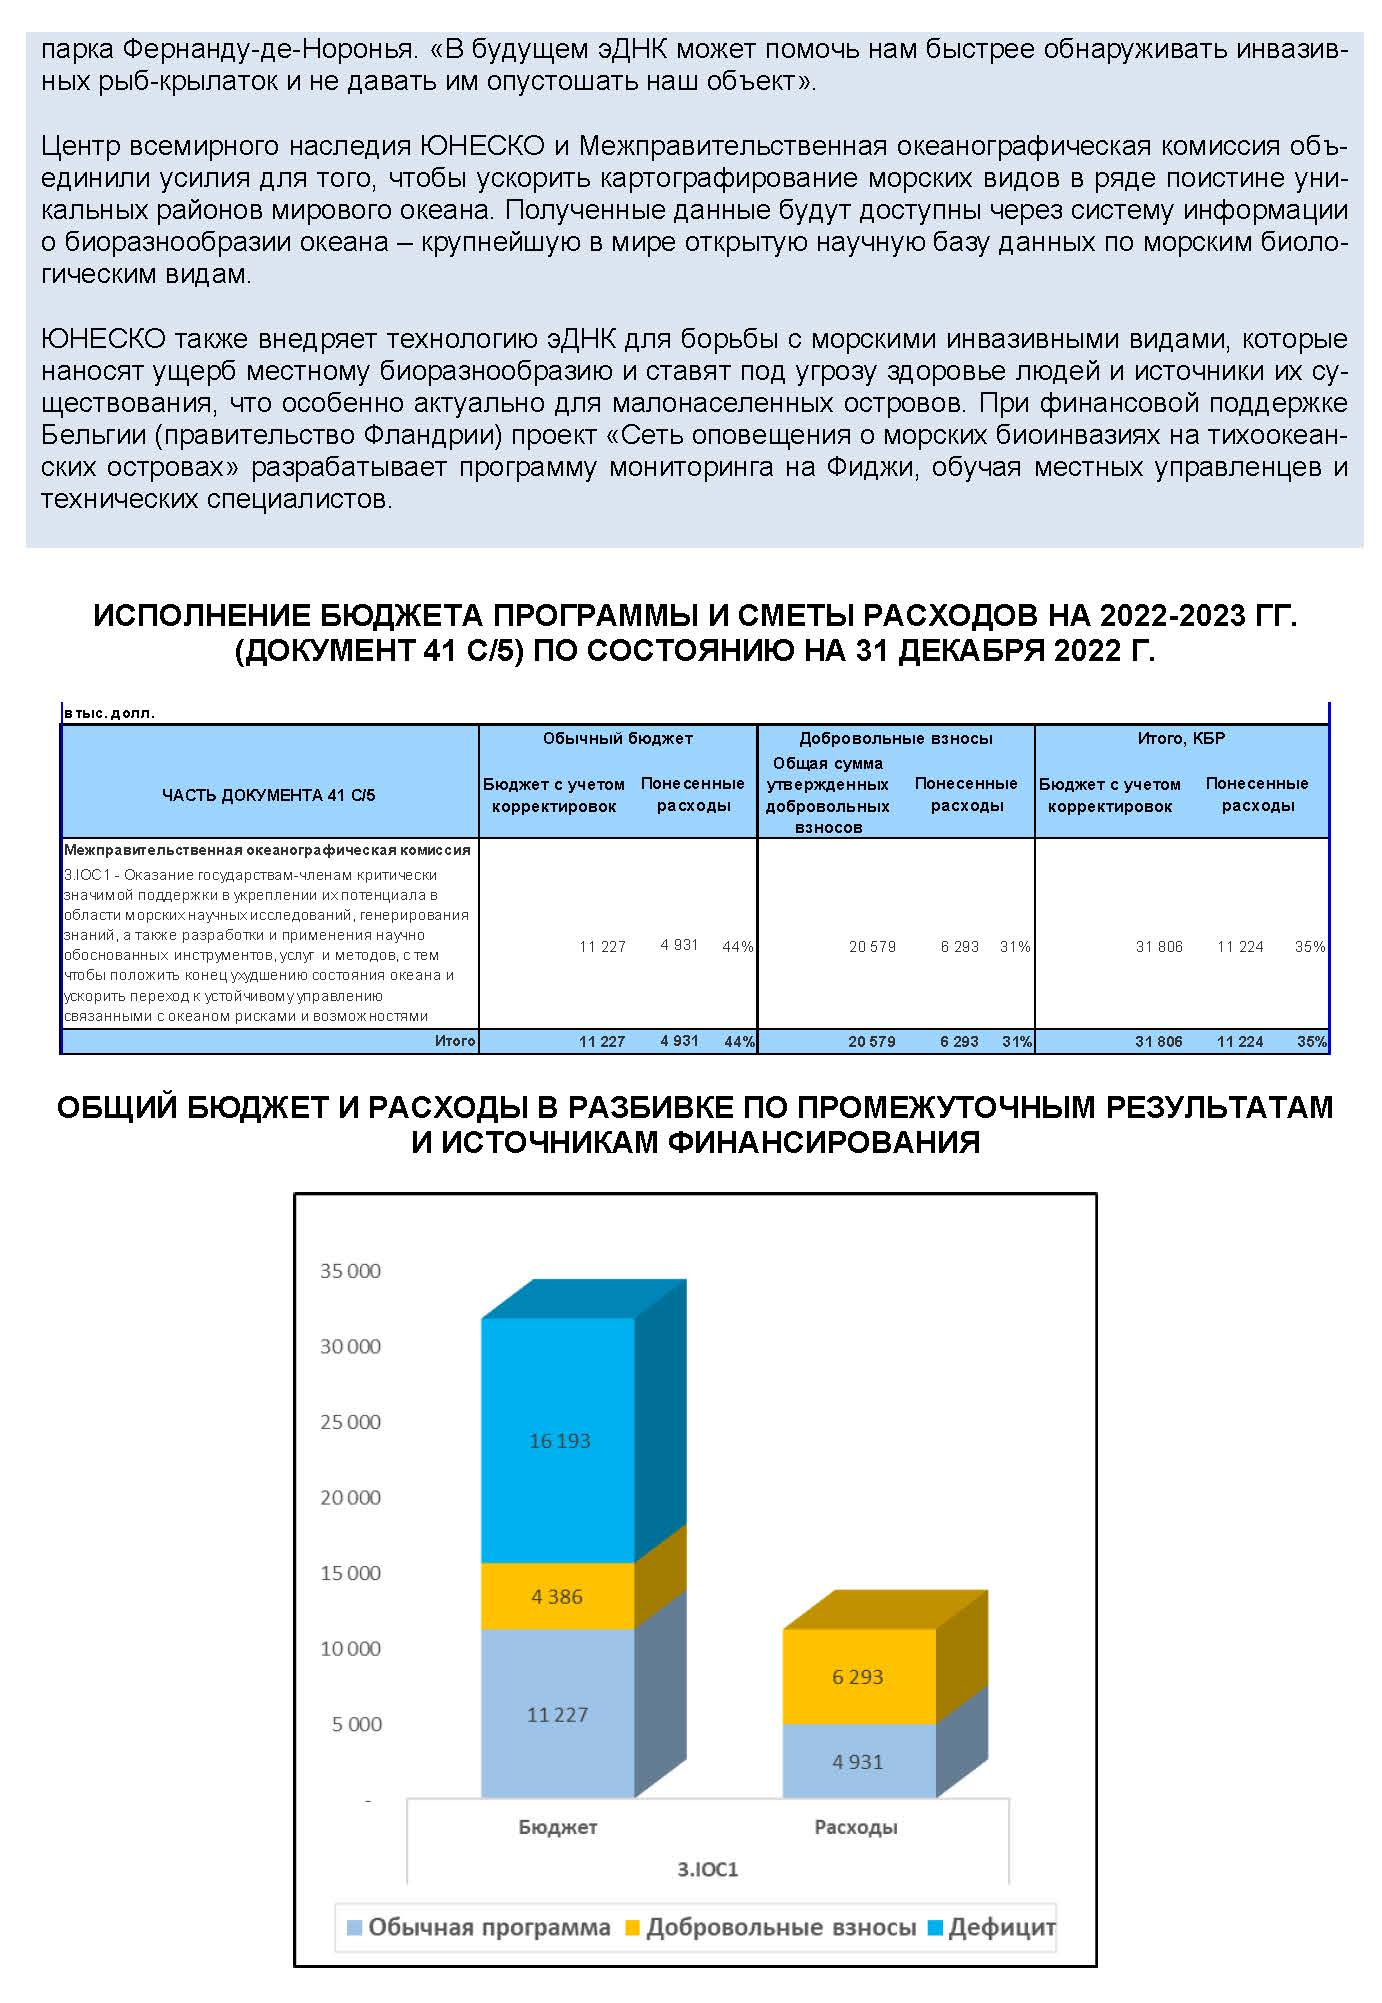 парка Фернанду-де-Норонья. «В будущем эДНК может помочь нам быстрее обнаруживать инвазив-
ных рыб-крылаток и не давать им опустошать наш объект».
Центр всемирного наследия ЮНЕСКО и Межправительственная океанографическая комиссия объ-
единили усилия для того, чтобы ускорить картографирование морских видов в ряде поистине уни-
кальных районов мирового океана. Полученные данные будут доступны через систему информации
о биоразнообразии океана – крупнейшую в мире открытую научную базу данных по морским биоло-
гическим видам.
ЮНЕСКО также внедряет технологию эДНК для борьбы с морскими инвазивными видами, которые
наносят ущерб местному биоразнообразию и ставят под угрозу здоровье людей и источники их су-
ществования, что особенно актуально для малонаселенных островов. При финансовой поддержке
Бельгии (правительство Фландрии) проект «Сеть оповещения о морских биоинвазиях на тихоокеан-
ских островах» разрабатывает программу мониторинга на Фиджи, обучая местных управленцев и
технических специалистов.
ИСПОЛНЕНИЕ БЮДЖЕТА ПРОГРАММЫ И СМЕТЫ РАСХОДОВ НА 2022-2023 ГГ.
(ДОКУМЕНТ 41 C/5) ПО СОСТОЯНИЮ НА 31 ДЕКАБРЯ 2022 Г.
в тыс. долл.
ЧАСТЬ ДОКУМЕНТА 41 C/5
Обычный бюджет
Бюджет с учетом
корректировок
Понесенные
расходы
Добровольные взносы
Общая сумма
утвержденных
добровольных
взносов
Понесенные
расходы
Итого, КБР
Бюджет с учетом
корректировок
Понесенные
расходы
Межправительственная океанографическая комиссия
3.IOC1 - Оказание государствам-членам критически
значимой поддержки в укреплении их потенциала в
области морских научных исследований, генерирования
знаний, а также разработки и применения научно
обоснованных инструментов, услуг и методов, с тем
чтобы положить конец ухудшению состояния океана и
ускорить переход к устойчивому управлению
связанными с океаном рисками и возможностями
11 227 4 931 44% 20 579 6 293 31% 31 806 11 224 35%
Итого 11 227 4 931 44% 20 579 6 293 31% 31 806 11 224 35%
ОБЩИЙ БЮДЖЕТ И РАСХОДЫ В РАЗБИВКЕ ПО ПРОМЕЖУТОЧНЫМ РЕЗУЛЬТАТАМ
И ИСТОЧНИКАМ ФИНАНСИРОВАНИЯ
35 000
30 000
25 000
20 000
15 000
10 000
5 000
-
16 193
4 386
11 227
6 293
4 931
Бюджет Расходы
3.IOC1
Обычная программа Добровольные взносы Дефицит